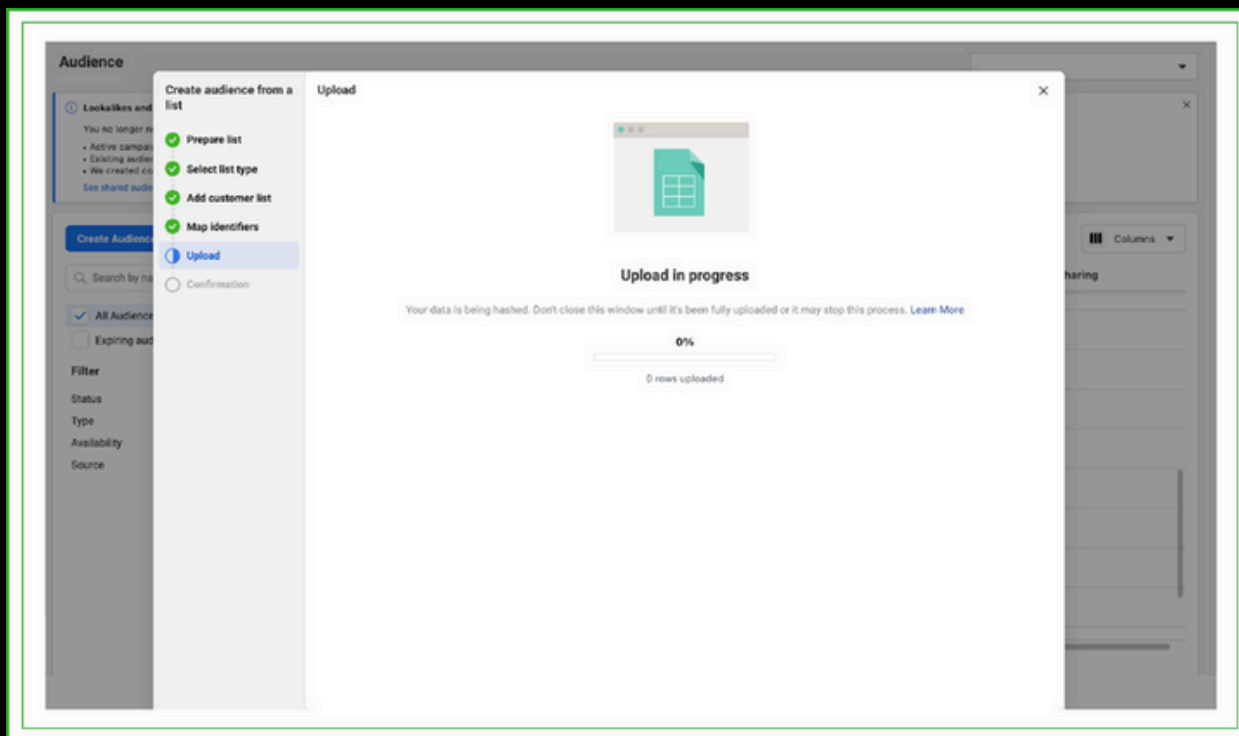 Audience
Lookalikes and
You no longer n
• Active campai
• Existing audien
• We created co
See shared audie
Create Audience
Search by na
All Audience
Expiring aud
Filter
Status
Type
Availability
Source
Create audience from a
list
Prepare list
Select list type
Add customer list
Map identifiers
Upload
Confirmation
Upload
Upload in progress
Your data is being hashed. Don't close this window until it's been fully uploaded or it may stop this process. Learn More
0%
0 rows uploaded
Columns
haring